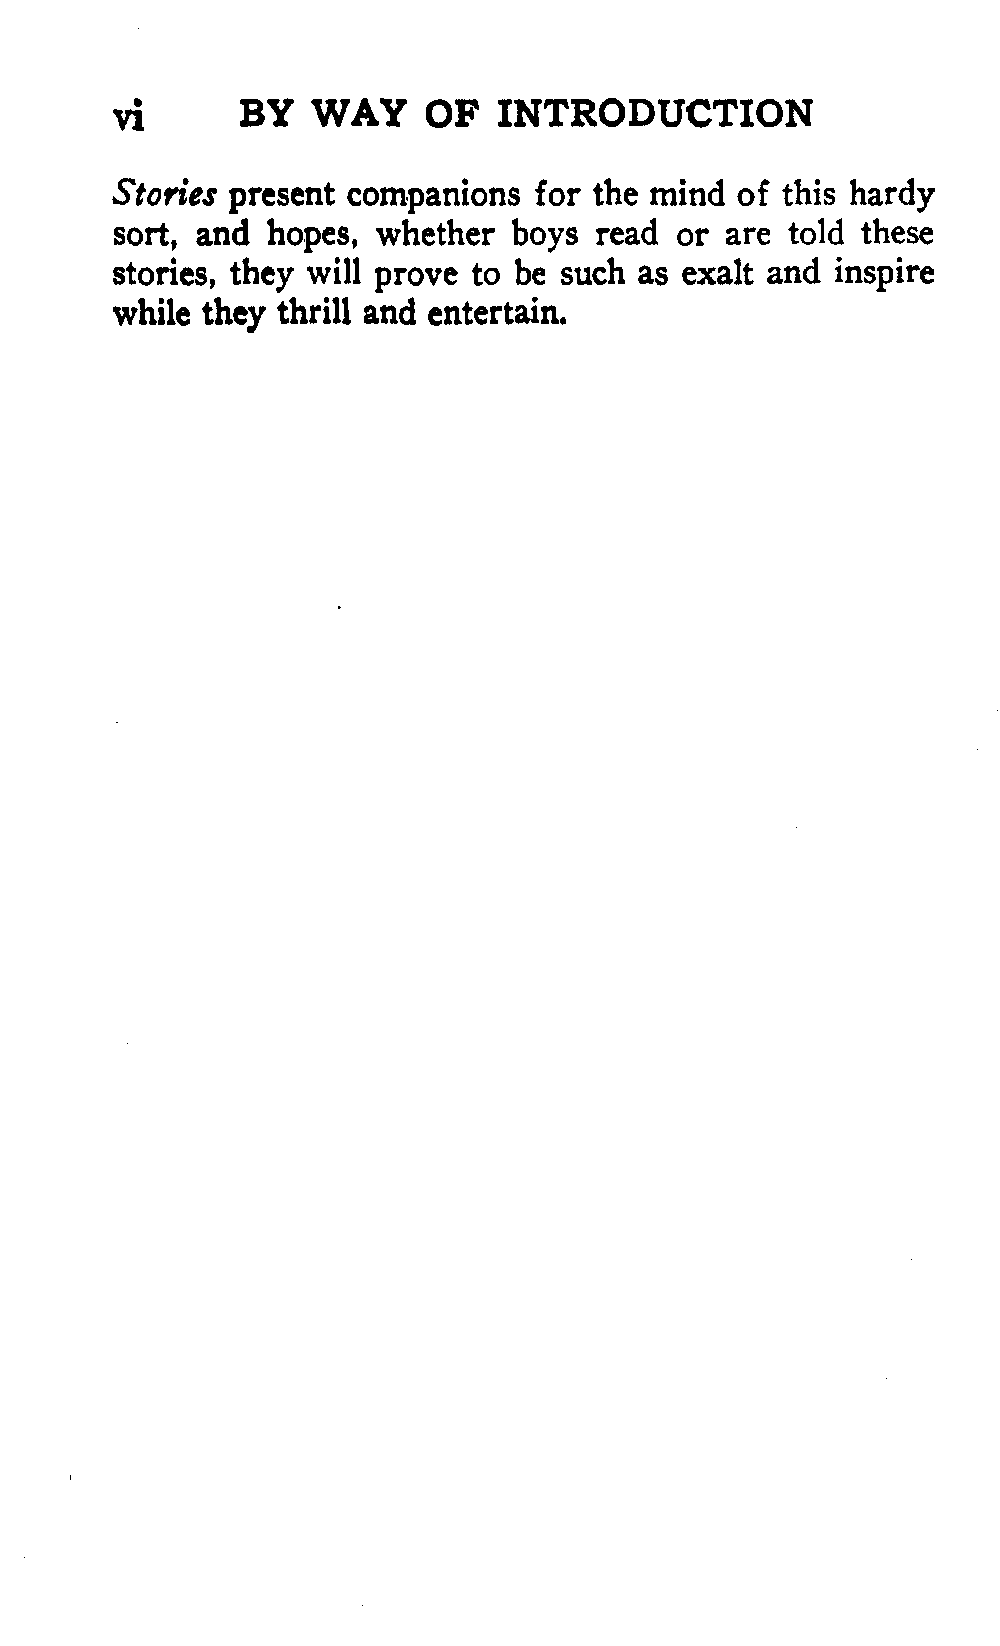 vi BY WAY OF INTRODUCTION
Stories present companions for the mind of this hardy
sort, and hopes, whether boys read or are told these
stories, they will prove to be such as exalt and inspire
while they thrill and entertain.